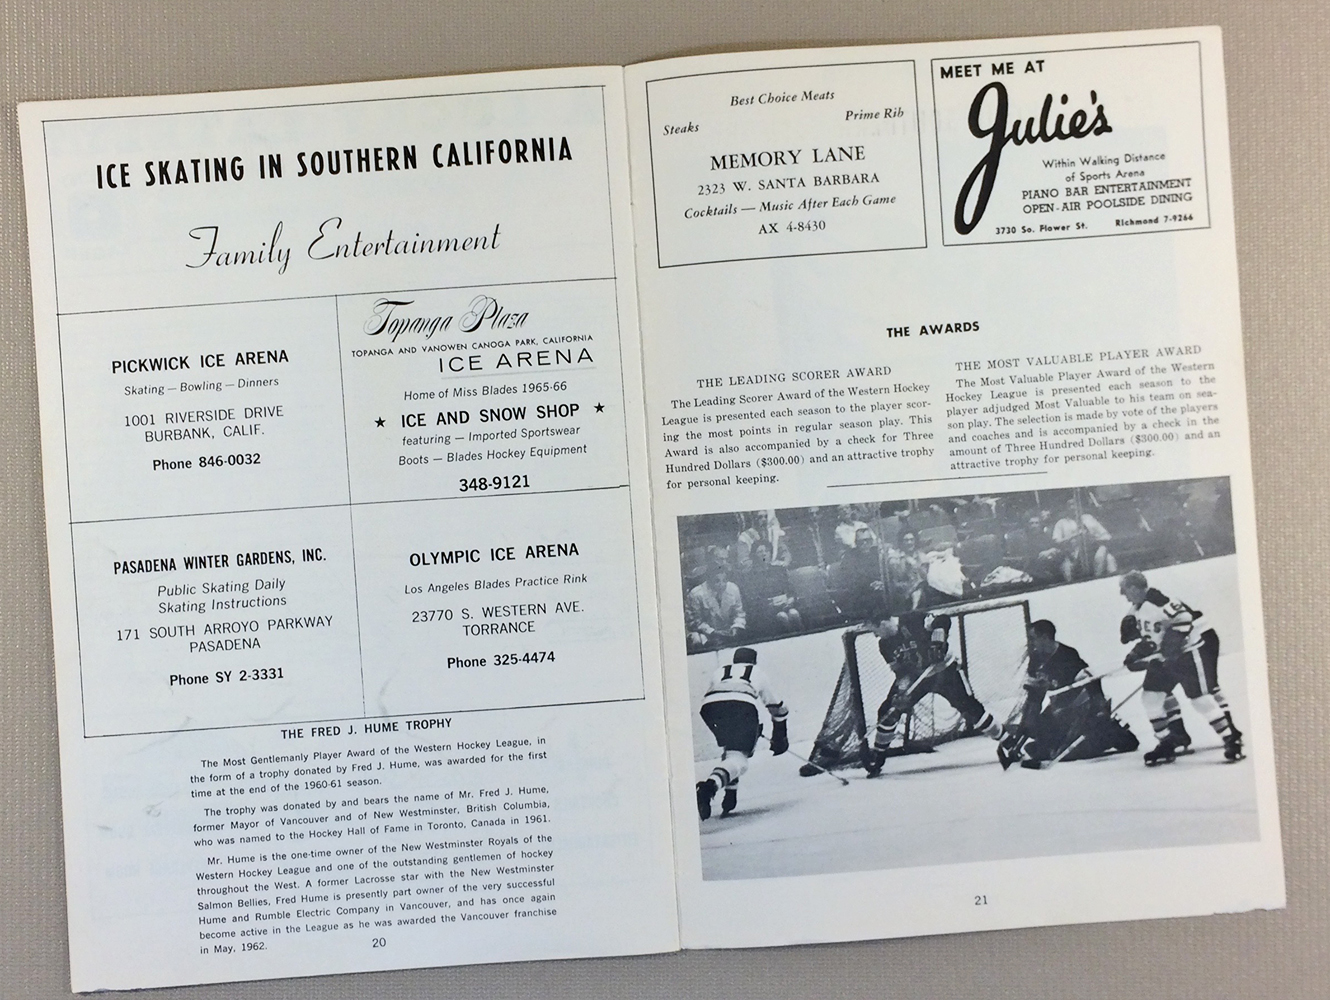 ICE SKATING IN SOUTHERN CALIFORNIA
Family Entertainment
PICKWICK ICE ARENA
Skating — Bowling — Dinners
1001 RIVERSIDE DRIVE
BURBANK, CALIF.
Phone 846-0032
Topanga Plaza
TOPANGA AND VANOWEN CANOGA PARK, CALIFORNIA
ICE ARENA
Home of Miss Blades 1965-66
★ ICE AND SNOW SHOP ★
featuring — Imported Sportswear
Boots — Blades Hockey Equipment
348-9121
PASADENA WINTER GARDENS, INC.
Public Skating Daily
Skating Instructions
171 SOUTH ARROYO PARKWAY
PASADENA
Phone SY 2-3331
OLYMPIC ICE ARENA
Los Angeles Blades Practice Rink
23770 S. WESTERN AVE.
TORRANCE
Phone 325-4474
THE FRED J. HUME TROPHY
The Most Gentlemanly Player Award of the Western Hockey League, in
the form of a trophy donated by Fred J. Hume, was awarded for the first
time at the end of the 1960-61 season.
The trophy was donated by and bears the name of Mr. Fred J. Hume,
former Mayor of Vancouver and of New Westminster, British Columbia,
who was named to the Hockey Hall of Fame in Toronto, Canada in 1961.
Mr. Hume is the one-time owner of the New Westminster Royals of the
Western Hockey League and one of the outstanding gentlemen of hockey
throughout the West. A former Lacrosse star with the New Westminster
Salmon Bellies, Fred Hume is presently part owner of the very successful
Hume and Rumble Electric Company in Vancouver, and has once again
become active in the League as he was awarded the Vancouver franchise
in May, 1962.
20
Best Choice Meats
Steaks
Prime Rib
MEMORY LANE
2323 W. SANTA BARBARA
Cocktails — Music After Each Game
AX 4-8430
MEET ME AT
Julie's
Within Walking Distance
of Sports Arena
PIANO BAR ENTERTAINMENT
OPEN-AIR POOLSIDE DINING
3730 So. Flower St. Richmond 7-9266
THE AWARDS
THE LEADING SCORER AWARD
The Leading Scorer Award of the Western Hockey
League is presented each season to the player scor-
ing the most points in regular season play. This
Award is also accompanied by a check for Three
Hundred Dollars ($300.00) and an attractive trophy
for personal keeping.
THE MOST VALUABLE PLAYER AWARD
The Most Valuable Player Award of the Western
Hockey League is presented each season to the
player adjudged Most Valuable to his team on sea-
son play. The selection is made by vote of the players
and coaches and is accompanied by a check in the
amount of Three Hundred Dollars ($300.00) and an
attractive trophy for personal keeping.
11
21